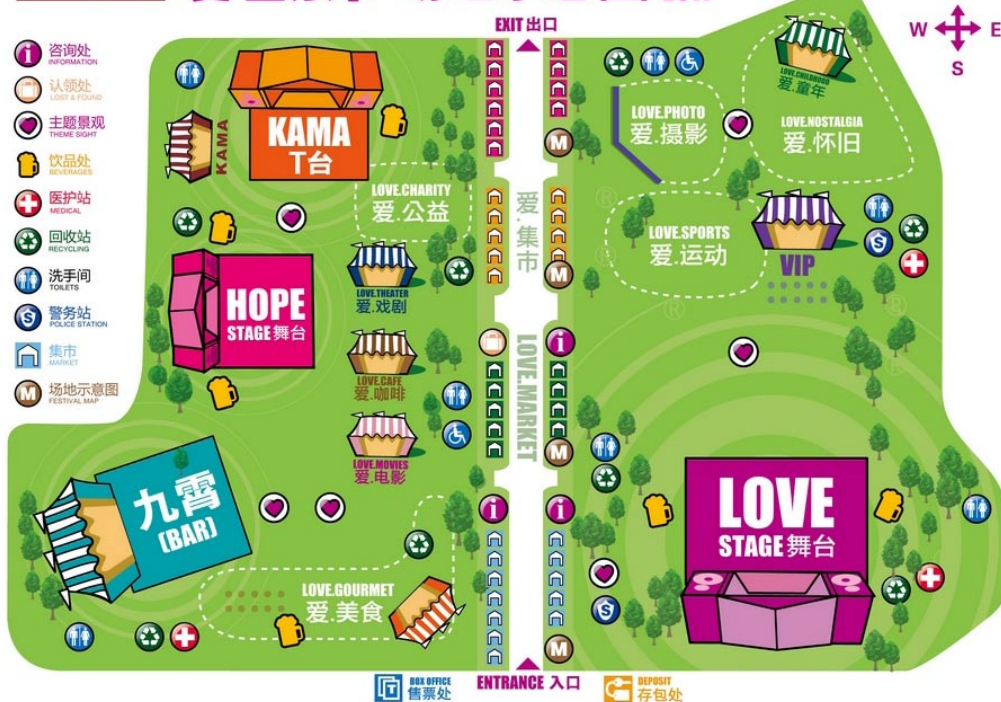 EXIT 出口
W E
S
i 咨询处
INFORMATION
认领处
LOST & FOUND
主题景观
THEME SIGHT
饮品处
BEVERAGES
医护站
MEDICAL
回收站
RECYCLING
洗手间
TOILETS
S 警务站
POLICE STATION
集市
MARKET
M 场地示意图
FESTIVAL MAP
KAMA
T台
KAMA
LOVE.CHARITY
爱.公益
HOPE
STAGE 舞台
LOVE.THEATER
爱.戏剧
LOVE.CAFE
爱.咖啡
LOVE.MOVIES
爱.电影
九霄
(BAR)
LOVE.GOURMET
爱.美食
爱.集市
LOVE.MARKET
i
i
i
M
M
M
M
LOVE.PHOTO
爱.摄影
LOVE.CHILDHOOD
爱.童年
LOVE.NOSTALGIA
爱.怀旧
LOVE.SPORTS
爱.运动
VIP
S
LOVE
STAGE 舞台
S
BOX OFFICE
售票处
ENTRANCE 入口
DEPOSIT
存包处